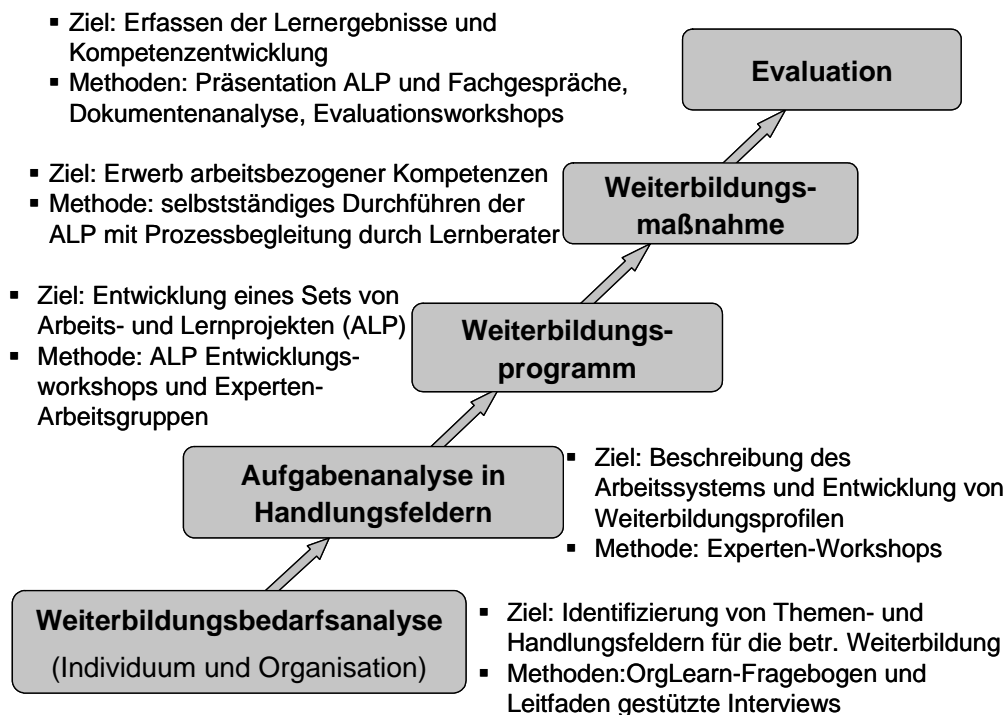 ▪ Ziel: Erfassen der Lernergebnisse und
Kompetenzentwicklung
▪ Methoden: Präsentation ALP und Fachgespräche,
Dokumentenanalyse, Evaluationsworkshops
Evaluation
▪ Ziel: Erwerb arbeitsbezogener Kompetenzen
▪ Methode: selbstständiges Durchführen der
ALP mit Prozessbegleitung durch Lernberater
Weiterbildungs-
maßnahme
▪ Ziel: Entwicklung eines Sets von
Arbeits- und Lernprojekten (ALP)
▪ Methode: ALP Entwicklungs-
workshops und Experten-
Arbeitsgruppen
Weiterbildungs-
programm
Aufgabenanalyse in
Handlungsfeldern
▪ Ziel: Beschreibung des
Arbeitssystems und Entwicklung von
Weiterbildungsprofilen
▪ Methode: Experten-Workshops
Weiterbildungsbedarfsanalyse
(Individuum und Organisation)
▪ Ziel: Identifizierung von Themen- und
Handlungsfeldern für die betr. Weiterbildung
▪ Methoden:OrgLearn-Fragebogen und
Leitfaden gestützte Interviews